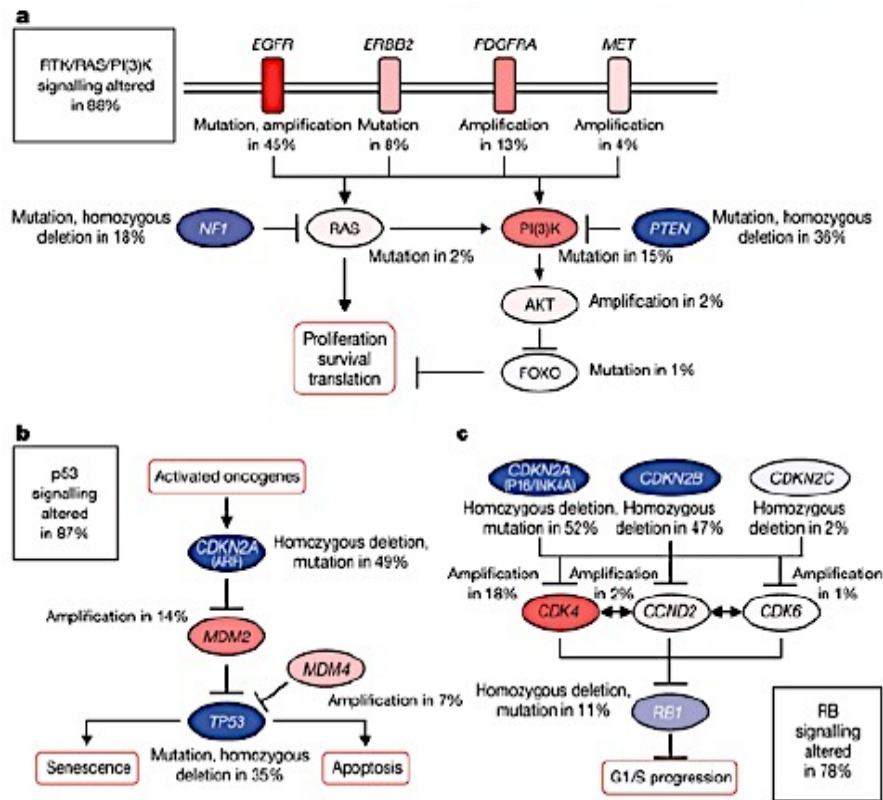 a
RTK/RAS/PI(3)K
signalling altered
in 88%
EGFR
ERBB2
PDGFRA
MET
Mutation, amplification
in 45%
Mutation
in 8%
Amplification
in 13%
Amplification
in 4%
Mutation, homozygous
deletion in 18%
NF1
RAS
PI(3)K
PTEN
Mutation, homozygous
deletion in 36%
Mutation in 2%
Mutation in 15%
AKT
Amplification in 2%
Proliferation
survival
translation
FOXO
Mutation in 1%
b
p53
signalling
altered
in 87%
Activated oncogenes
CDKN2A
(ARF)
Homozygous deletion,
mutation in 49%
Amplification in 14%
MDM2
MDM4
Amplification in 7%
TP53
Senescence
Mutation, homozygous
deletion in 35%
Apoptosis
c
CDKN2A
(P16/INK4A)
CDKN2B
CDKN2C
Homozygous deletion,
mutation in 52%
Homozygous
deletion in 47%
Homozygous
deletion in 2%
Amplification
in 18%
Amplification
in 2%
Amplification
in 1%
CDK4
CCND2
CDK6
Homozygous deletion,
mutation in 11%
RB1
G1/S progression
RB
signalling
altered
in 78%